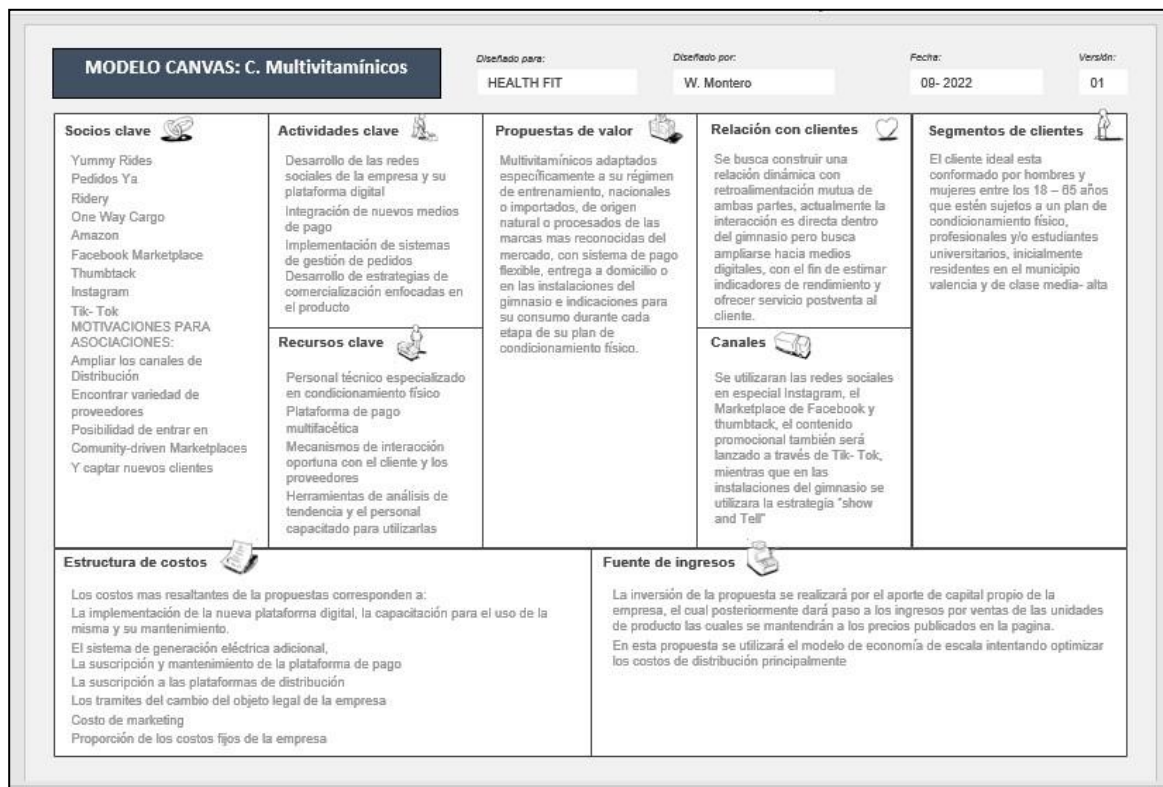 MODELO CANVAS: C. Multivitamínicos
Diseñado para:
HEALTH FIT
Diseñado por:
W. Montero
Fecha:
09- 2022
Versión:
01
Socios clave
Yummy Rides
Pedidos Ya
Ridery
One Way Cargo
Amazon
Facebook Marketplace
Thumbtack
Instagram
Tik- Tok
MOTIVACIONES PARA
ASOCIACIONES:
Ampliar los canales de
Distribución
Encontrar variedad de
proveedores
Posibilidad de entrar en
Comunity-driven Marketplaces
Y captar nuevos clientes
Actividades clave
Desarrollo de las redes
sociales de la empresa y su
plataforma digital
Integración de nuevos medios
de pago
Implementación de sistemas
de gestión de pedidos
Desarrollo de estrategias de
comercialización enfocadas en
el producto
Recursos clave
Personal técnico especializado
en condicionamiento físico
Plataforma de pago
multifacética
Mecanismos de interacción
oportuna con el cliente y los
proveedores
Herramientas de análisis de
tendencia y el personal
capacitado para utilizarlas
Propuestas de valor
Multivitamínicos adaptados
específicamente a su régimen
de entrenamiento, nacionales
o importados, de origen
natural o procesados de las
marcas mas reconocidas del
mercado, con sistema de pago
flexible, entrega a domicilio o
en las instalaciones del
gimnasio e indicaciones para
su consumo durante cada
etapa de su plan de
condicionamiento físico.
Relación con clientes
Se busca construir una
relación dinámica con
retroalimentación mutua de
ambas partes, actualmente la
interacción es directa dentro
del gimnasio pero busca
ampliarse hacia medios
digitales, con el fin de estimar
indicadores de rendimiento y
ofrecer servicio postventa al
cliente.
Canales
Se utilizaran las redes sociales
en especial Instagram, el
Marketplace de Facebook y
thumbtack, el contenido
promocional también será
lanzado a través de Tik- Tok,
mientras que en las
instalaciones del gimnasio se
utilizara la estrategia "show
and Tell"
Segmentos de clientes
El cliente ideal esta
conformado por hombres y
mujeres entre los 18 – 65 años
que estén sujetos a un plan de
condicionamiento físico,
profesionales y/o estudiantes
universitarios, inicialmente
residentes en el municipio
valencia y de clase media- alta
Estructura de costos
Los costos mas resaltantes de la propuestas corresponden a:
La implementación de la nueva plataforma digital, la capacitación para el uso de la
misma y su mantenimiento.
El sistema de generación eléctrica adicional,
La suscripción y mantenimiento de la plataforma de pago
La suscripción a las plataformas de distribución
Los tramites del cambio del objeto legal de la empresa
Costo de marketing
Proporción de los costos fijos de la empresa
Fuente de ingresos
La inversión de la propuesta se realizará por el aporte de capital propio de la
empresa, el cual posteriormente dará paso a los ingresos por ventas de las unidades
de producto las cuales se mantendrán a los precios publicados en la pagina.
En esta propuesta se utilizará el modelo de economía de escala intentando optimizar
los costos de distribución principalmente